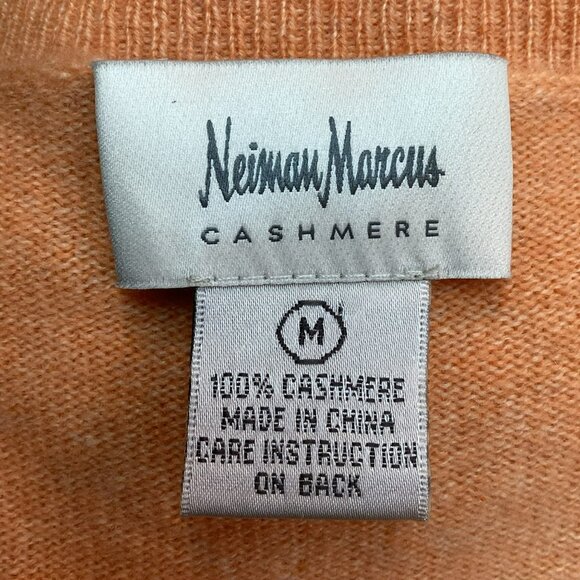 Neiman Marcus
CASHMERE
M
100% CASHMERE
MADE IN CHINA
CARE INSTRUCTION
ON BACK